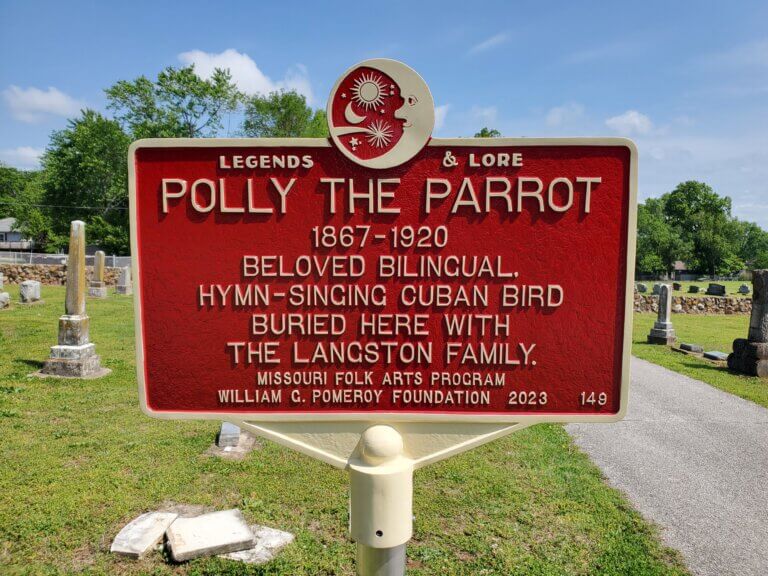 LEGENDS & LORE
POLLY THE PARROT
1867-1920
BELOVED BILINGUAL,
HYMN-SINGING CUBAN BIRD
BURIED HERE WITH
THE LANGSTON FAMILY.
MISSOURI FOLK ARTS PROGRAM
WILLIAM G. POMEROY FOUNDATION 2023 149